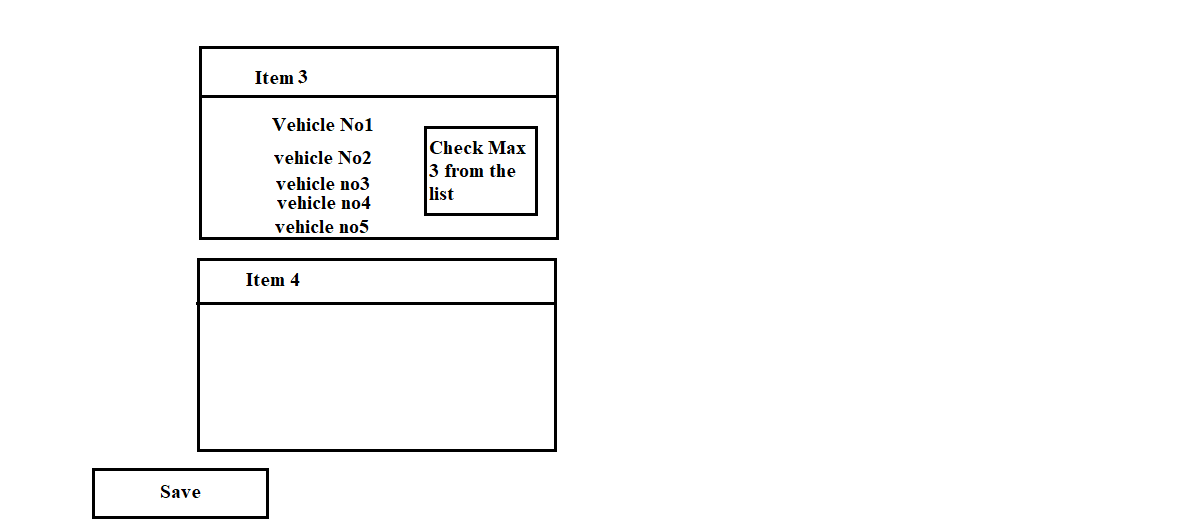 Item 3
Vehicle No1
vehicle No2
vehicle no3
vehicle no4
vehicle no5
Check Max
3 from the
list
Item 4
Save